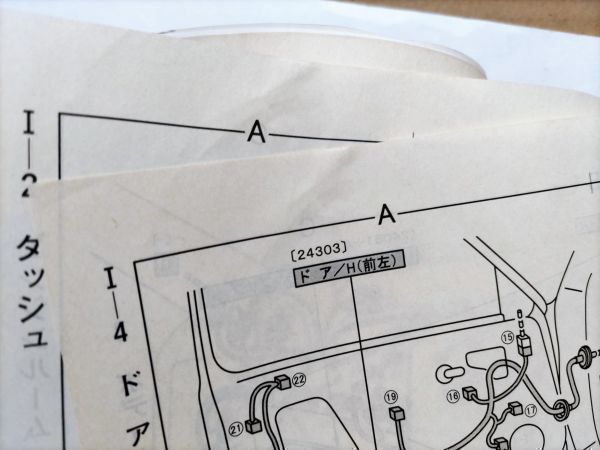 I-2 タッシュ
A
I-4 ドア
A
[24303]
ドア/H(前左)
⑮
㉒
⑯
⑲
⑰
㉑